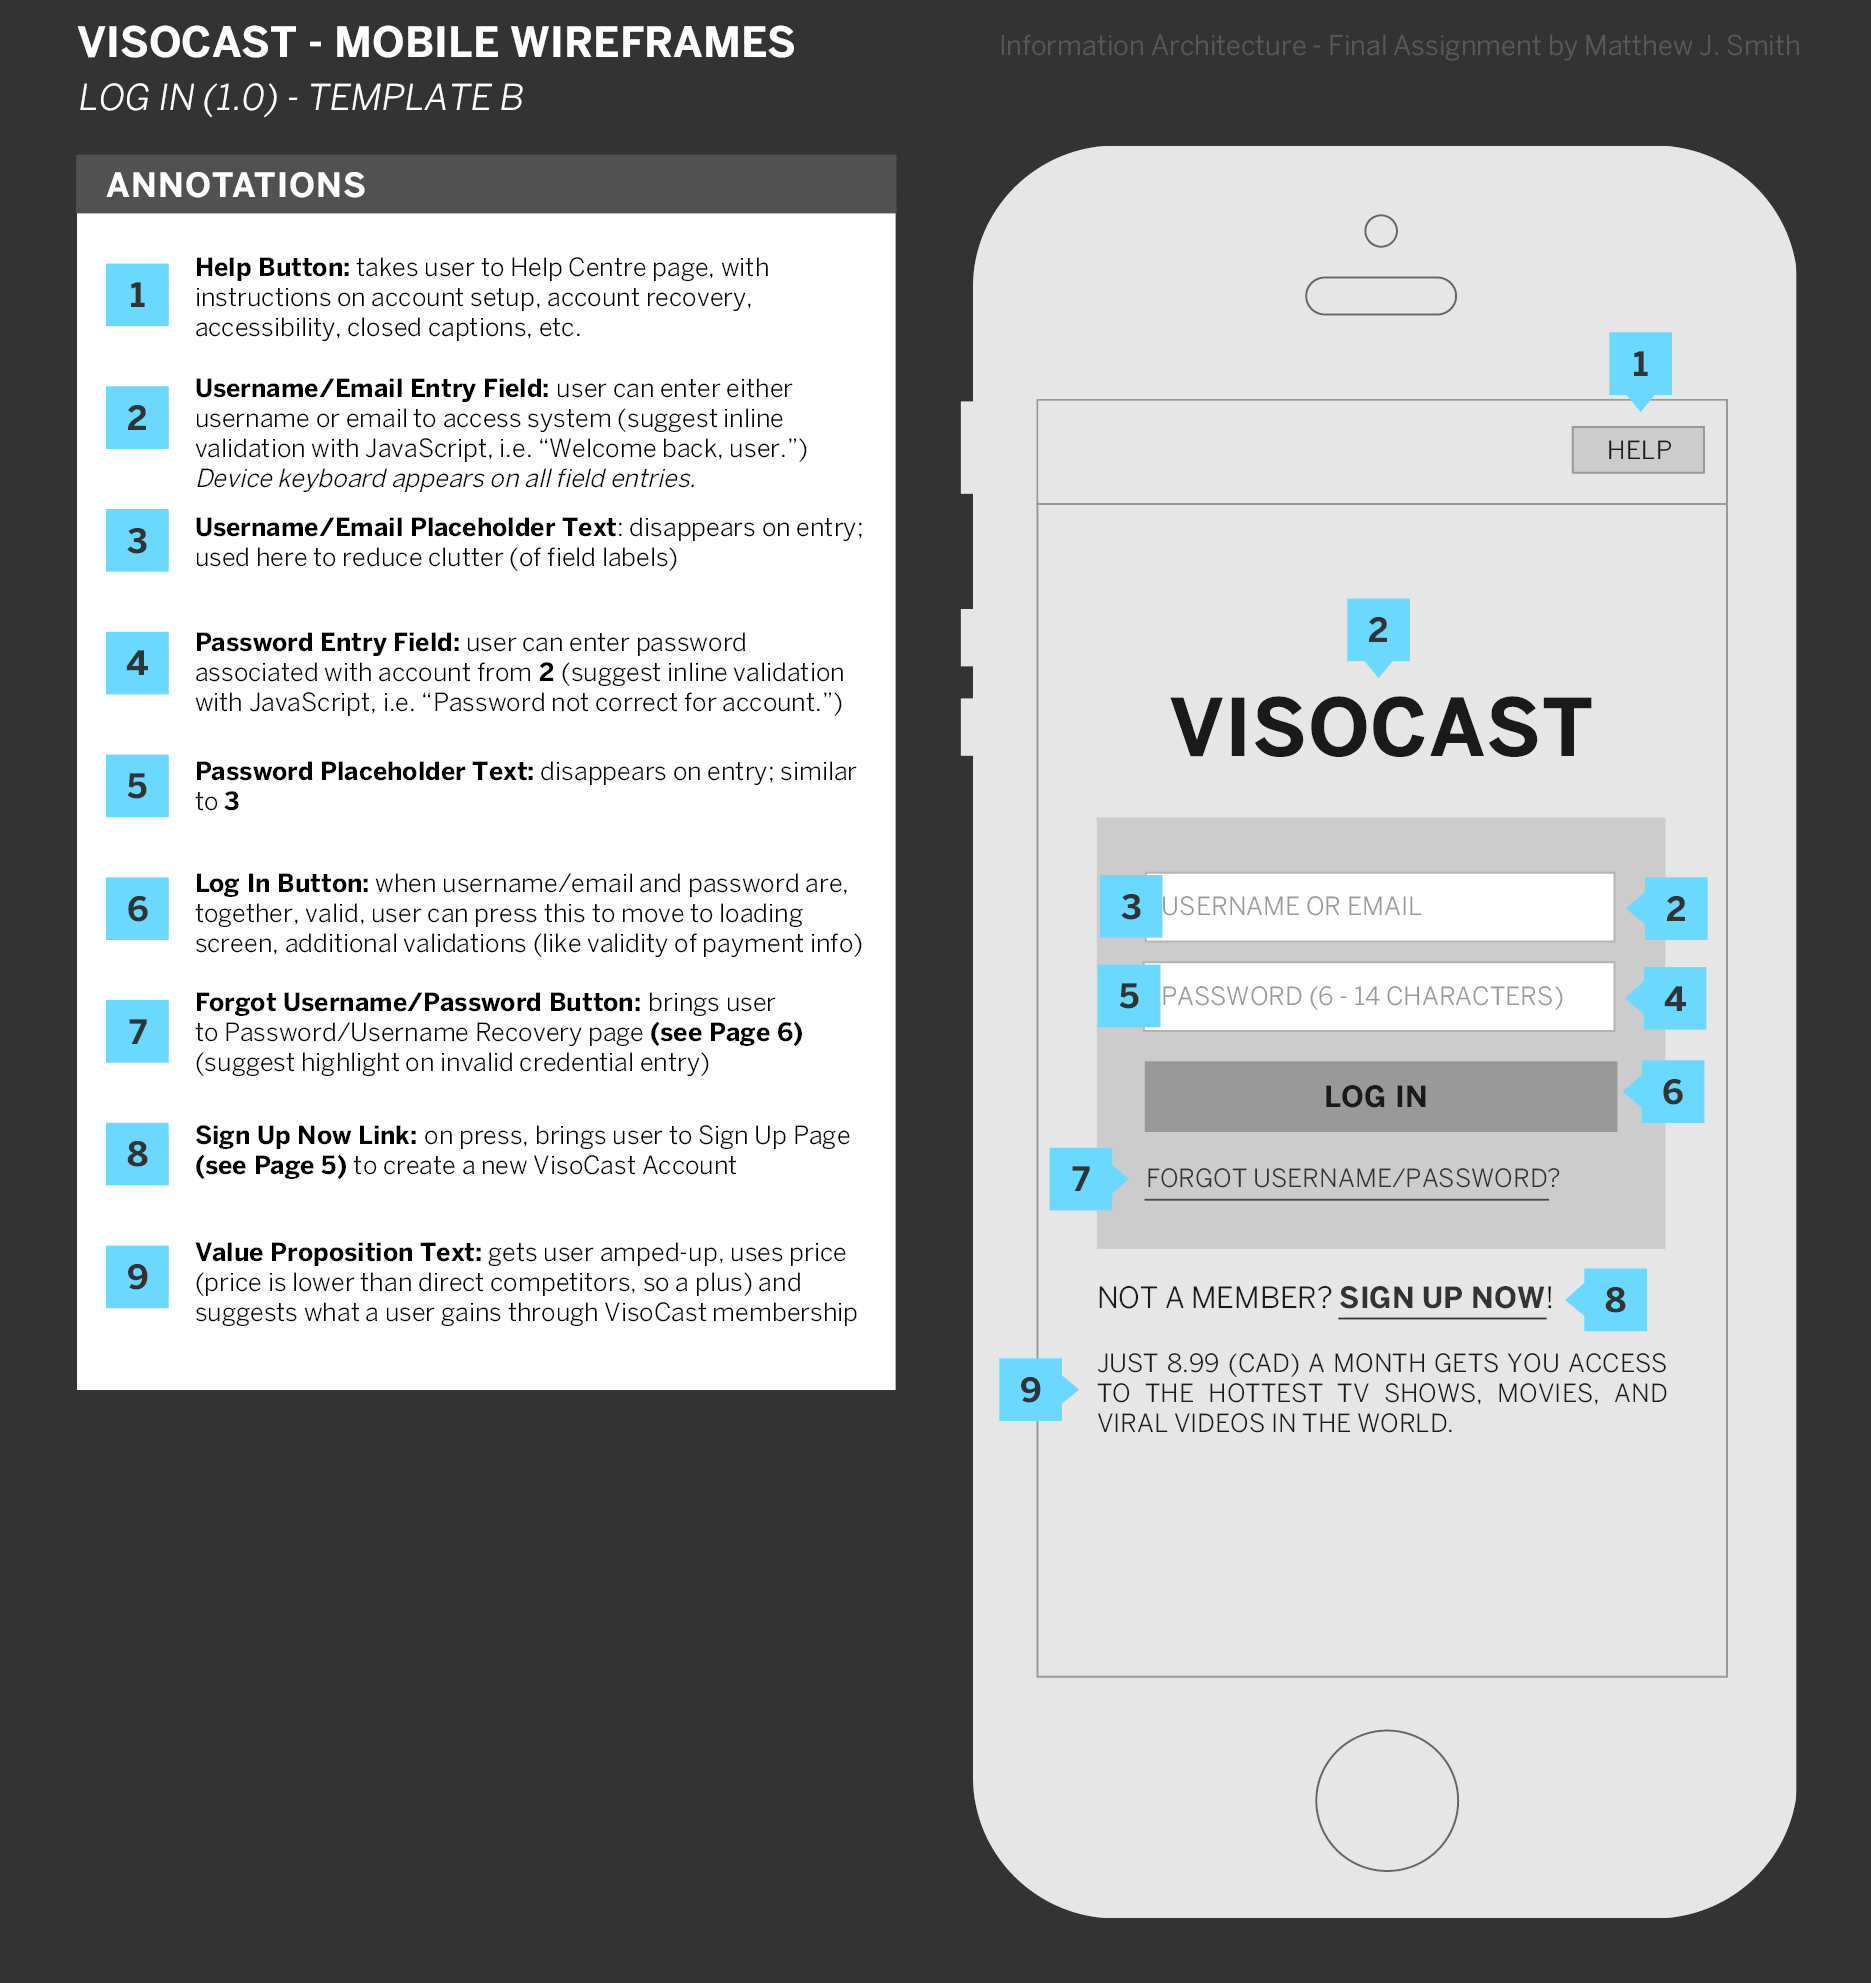 VISOCAST - MOBILE WIREFRAMES
LOG IN (1.0) - TEMPLATE B
Information Architecture - Final Assignment by Matthew J. Smith
ANNOTATIONS
1
Help Button: takes user to Help Centre page, with
instructions on account setup, account recovery,
accessibility, closed captions, etc.
2
Username/Email Entry Field: user can enter either
username or email to access system (suggest inline
validation with JavaScript, i.e. “Welcome back, user.”)
Device keyboard appears on all field entries.
3
Username/Email Placeholder Text: disappears on entry;
used here to reduce clutter (of field labels)
4
Password Entry Field: user can enter password
associated with account from 2 (suggest inline validation
with JavaScript, i.e. “Password not correct for account.”)
5
Password Placeholder Text: disappears on entry; similar
to 3
6
Log In Button: when username/email and password are,
together, valid, user can press this to move to loading
screen, additional validations (like validity of payment info)
7
Forgot Username/Password Button: brings user
to Password/Username Recovery page (see Page 6)
(suggest highlight on invalid credential entry)
8
Sign Up Now Link: on press, brings user to Sign Up Page
(see Page 5) to create a new VisoCast Account
9
Value Proposition Text: gets user amped-up, uses price
(price is lower than direct competitors, so a plus) and
suggests what a user gains through VisoCast membership
1
HELP
2
VISOCAST
3 USERNAME OR EMAIL 2
5 PASSWORD (6 - 14 CHARACTERS) 4
LOG IN 6
7 FORGOT USERNAME/PASSWORD?
NOT A MEMBER? SIGN UP NOW! 8
9
JUST 8.99 (CAD) A MONTH GETS YOU ACCESS
TO THE HOTTEST TV SHOWS, MOVIES, AND
VIRAL VIDEOS IN THE WORLD.